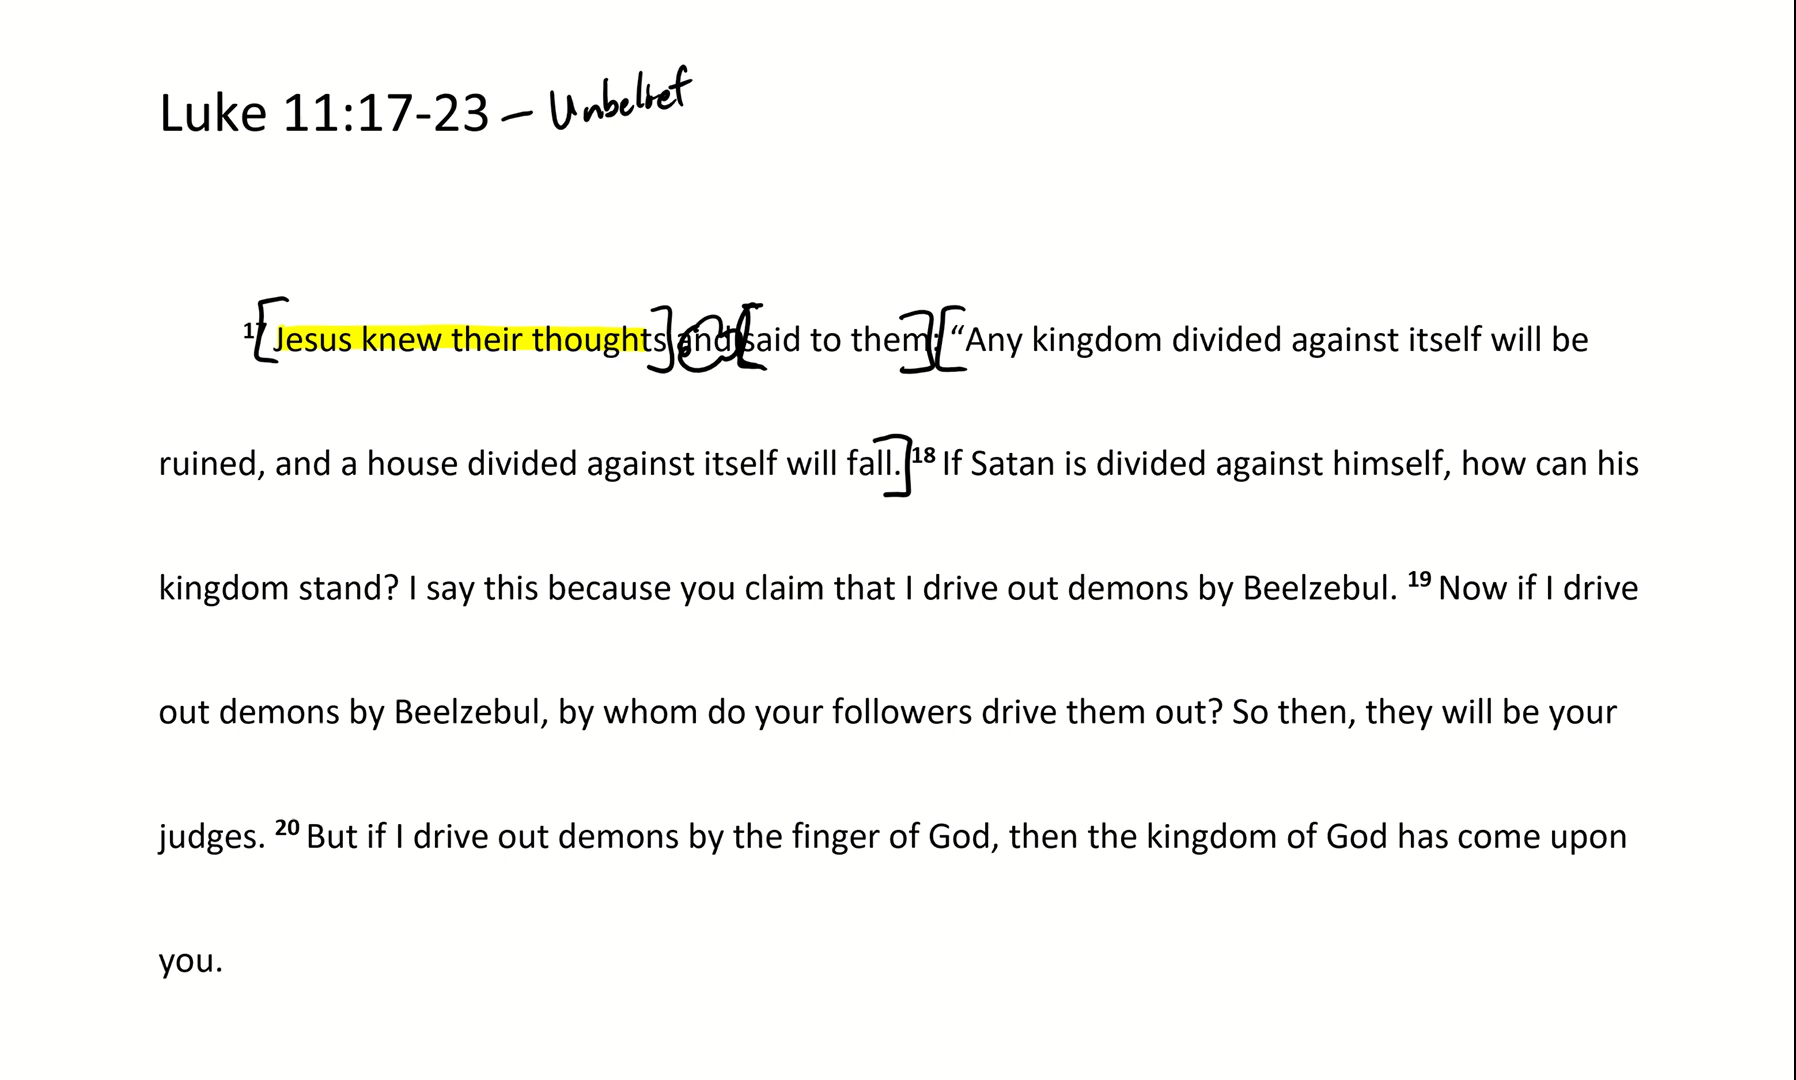 Luke 11:17-23 – Unbelief
17 [Jesus knew their thoughts] and [said to them:] [“Any kingdom divided against itself will be
ruined, and a house divided against itself will fall.] 18 If Satan is divided against himself, how can his
kingdom stand? I say this because you claim that I drive out demons by Beelzebul. 19 Now if I drive
out demons by Beelzebul, by whom do your followers drive them out? So then, they will be your
judges. 20 But if I drive out demons by the finger of God, then the kingdom of God has come upon
you.